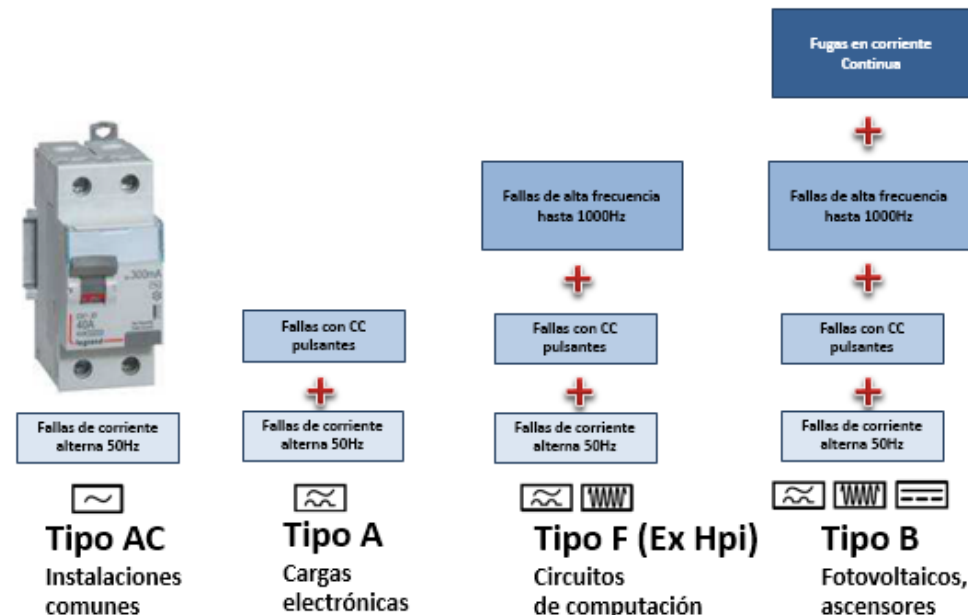 Fugas en corriente
Continua
Fallas de alta frecuencia
hasta 1000Hz
Fallas de alta frecuencia
hasta 1000Hz
300mA
40A
legrand
Fallas con CC
pulsantes
Fallas con CC
pulsantes
Fallas con CC
pulsantes
Fallas de corriente
alterna 50Hz
Fallas de corriente
alterna 50Hz
Fallas de corriente
alterna 50Hz
Fallas de corriente
alterna 50Hz
Tipo AC
Instalaciones
comunes
Tipo A
Cargas
electrónicas
Tipo F (Ex Hpi)
Circuitos
de computación
Tipo B
Fotovoltaicos,
ascensores